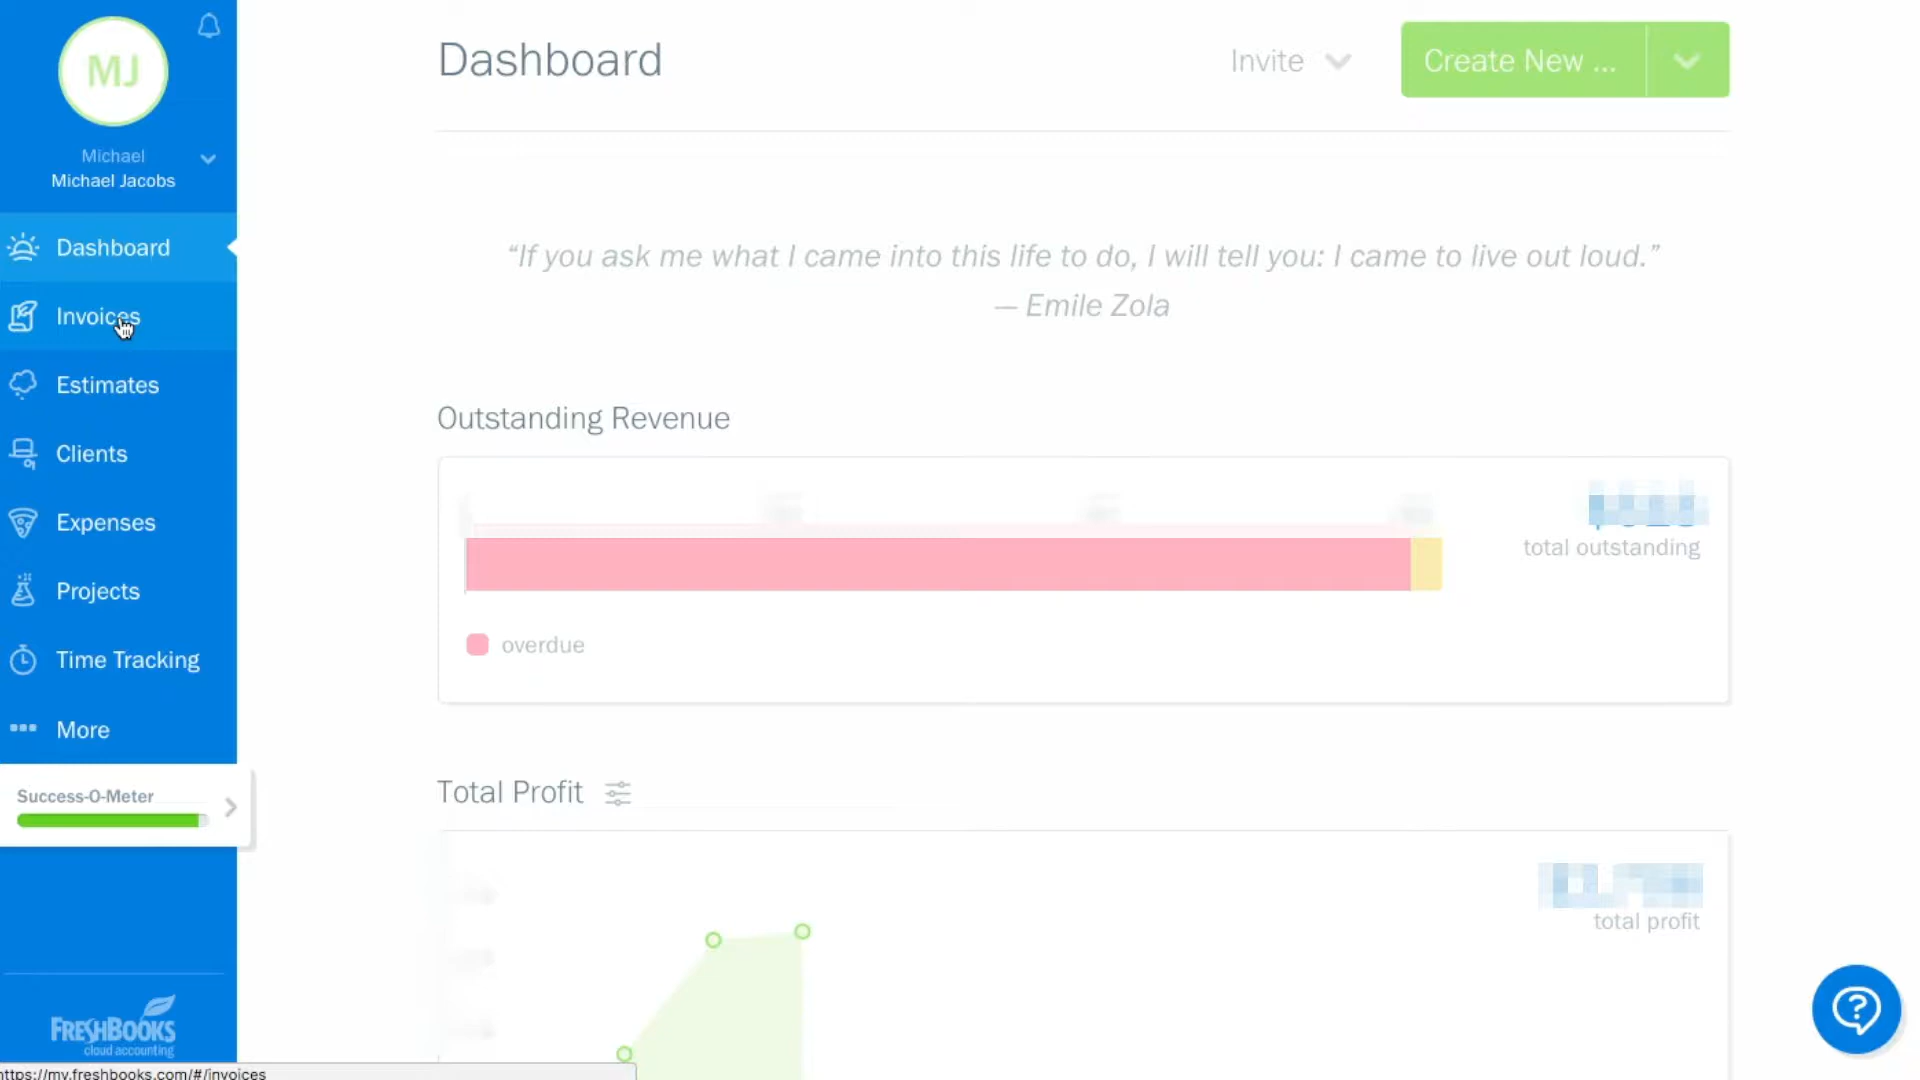 MJ
Michael
Michael Jacobs
Dashboard
Invoices
Estimates
Clients
Expenses
Projects
Time Tracking
More
Success-O-Meter
FRESHBOOKS
cloud accounting
https://my.freshbooks.com/#/invoices
Dashboard
Invite
Create New ...
“If you ask me what I came into this life to do, I will tell you: I came to live out loud.”
— Emile Zola
Outstanding Revenue
total outstanding
overdue
Total Profit
total profit